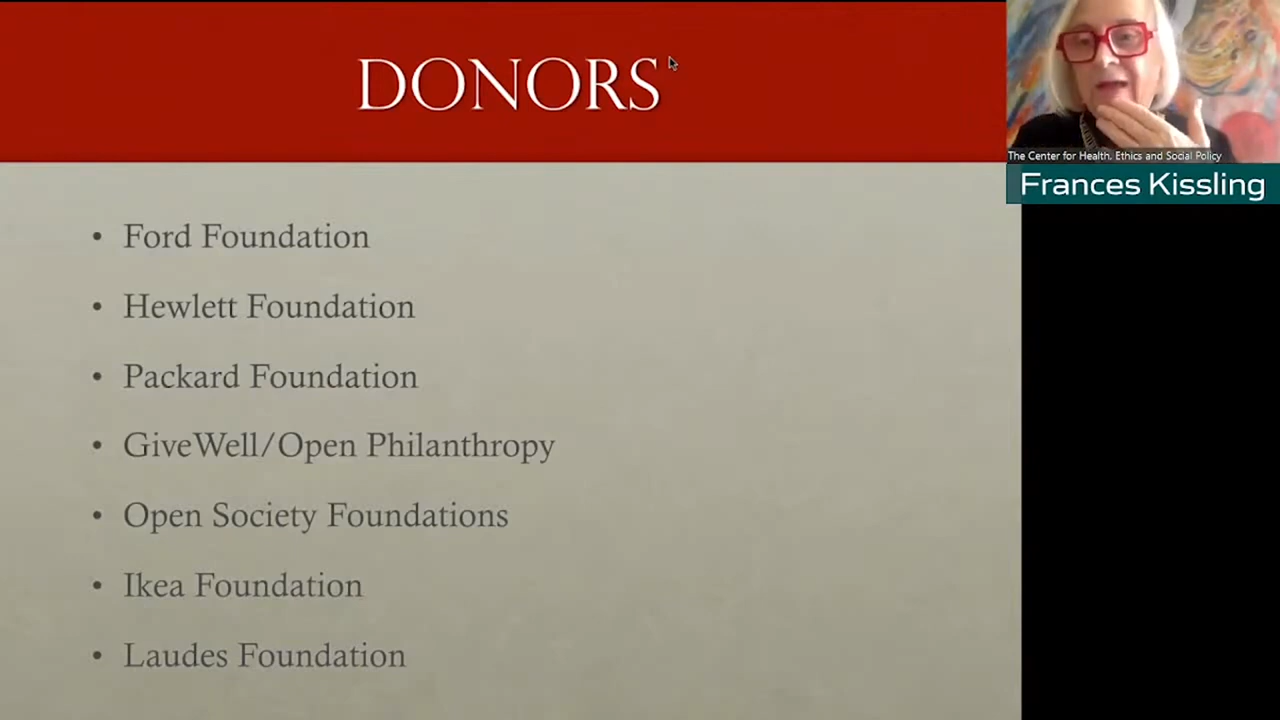 DONORS
The Center for Health, Ethics and Social Policy
Frances Kissling
• Ford Foundation
• Hewlett Foundation
• Packard Foundation
• GiveWell/Open Philanthropy
• Open Society Foundations
• Ikea Foundation
• Laudes Foundation